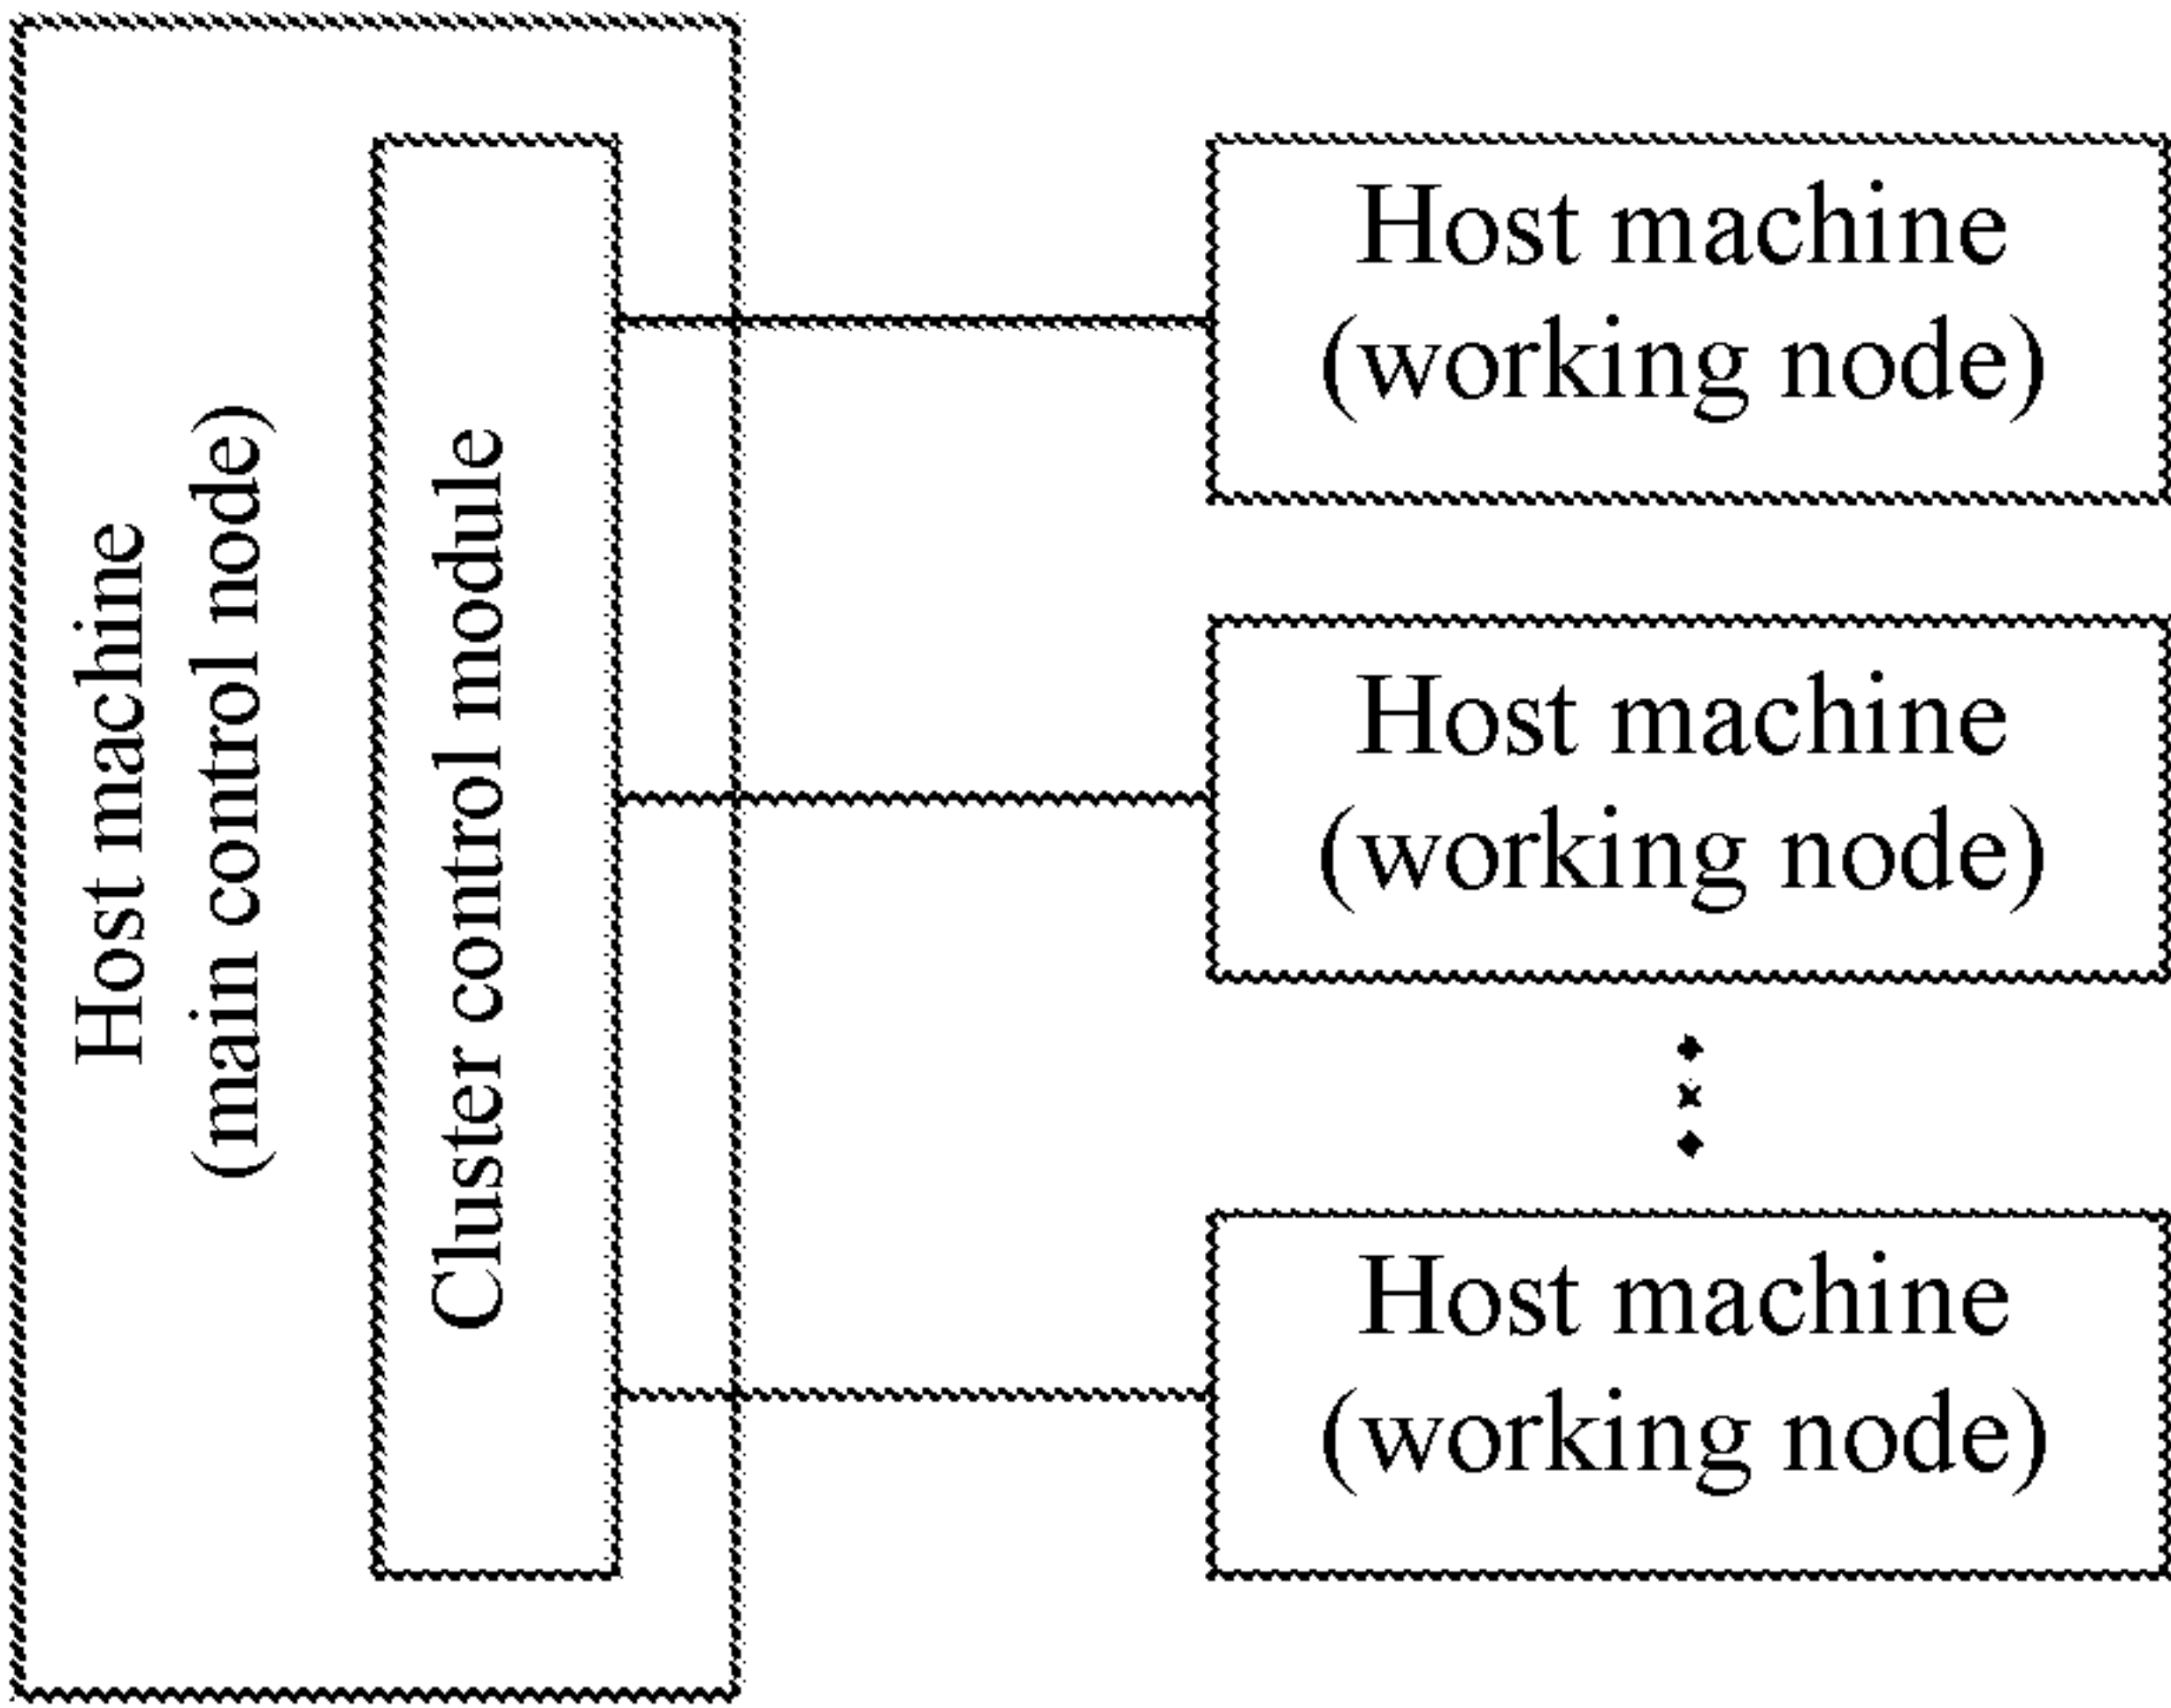 Host machine
(main control node)
Cluster control module
Host machine
(working node)
Host machine
(working node)
Host machine
(working node)